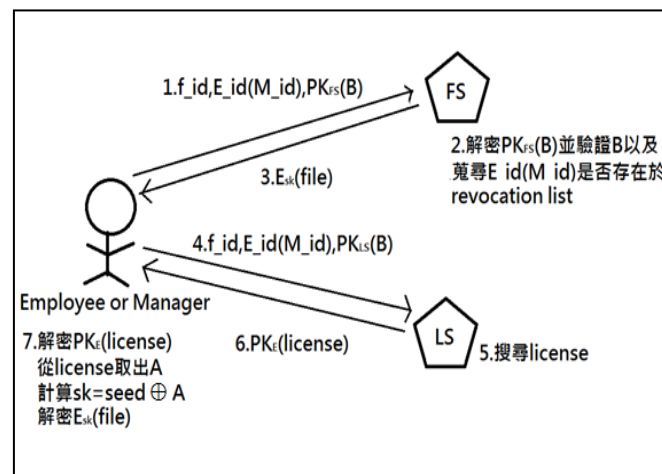 1.f_id,E_id(M_id),PKFS(B)
FS
2.解密PKFS(B)並驗證B以及
蒐尋E_id(M_id)是否存在於
revocation list
3.Esk(file)
4.f_id,E_id(M_id),PKLS(B)
Employee or Manager
6.PKE(license)
LS
5.搜尋license
7.解密PKE(license)
從license取出A
計算sk=seed ⊕ A
解密Esk(file)